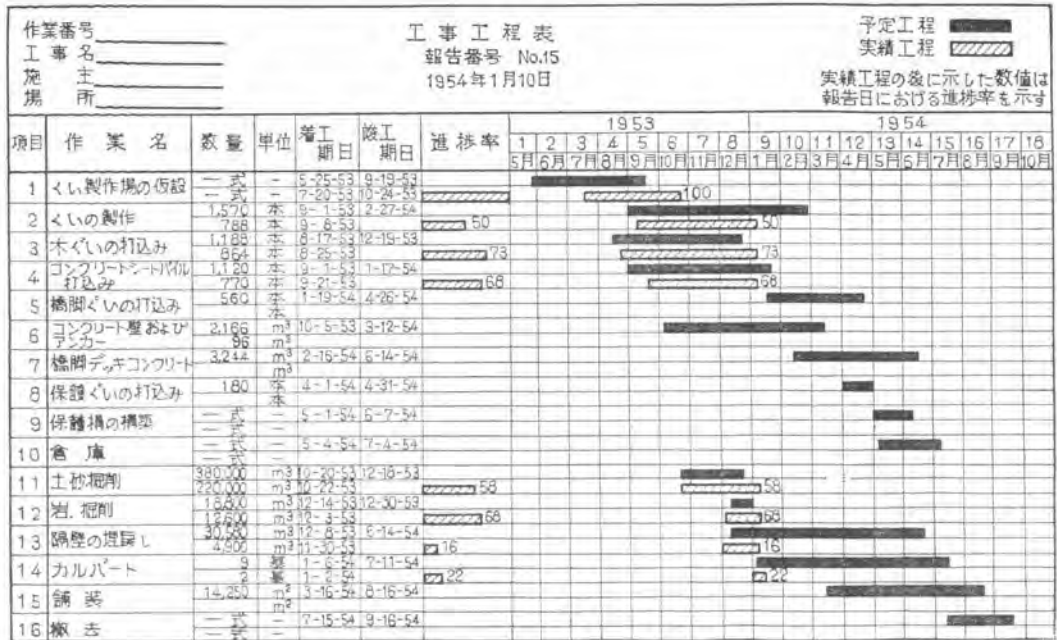 作業番号
工事名
施主
場所
工事工程表
報告番号 No.15
1954年1月10日
予定工程
実績工程
実績工程の後に示した数値は
報告日における進捗率を示す
項目 作業名 数量 単位 着工期日 竣工期日 進捗率 1953 1954
1 2 3 4 5 6 7 8 9 10 11 12 13 14 15 16 17 18
5月 6月 7月 8月 9月 10月 11月 12月 1月 2月 3月 4月 5月 6月 7月 8月 9月 10月
1 くい製作場の仮設 一式 - 5-25-53 9-19-53
一式 - 7-20-53 10-24-53 100
2 くいの製作 1,570 本 9-1-53 2-27-54
788 本 9-8-53 50 50
3 木ぐいの打込み 1,188 本 8-17-53 12-19-53
864 本 8-25-53 73 73
4 コンクリートシートパイル打込み 1,120 本 9-1-53 1-17-54
770 本 9-21-53 68 68
5 橋脚ぐいの打込み 560 本 1-19-54 4-26-54
本
6 コンクリート壁およびアンカー 2,166 m³ 10-5-53 3-12-54
96 m³
7 橋脚デッキコンクリート 3,244 m³ 2-16-54 6-14-54
m³
8 保護ぐいの打込み 180 本 4-1-54 4-31-54
本
9 保護の構築 一式 - 5-1-54 6-7-54
一式 -
10 倉庫 一式 - 5-4-54 7-4-54
一式 -
11 土砂掘削 380,000 m³ 10-20-53 12-18-53
220,000 m³ 10-22-53 58 58
12 岩掘削 18,800 m³ 12-14-53 12-30-53
12,600 m³ 12-3-53 68 68
13 隔壁の埋戻し 30,580 m³ 12-8-53 6-14-54
4,900 m³ 11-30-53 16 16
14 カルバート 9 基 1-6-54 7-11-54
2 基 1-2-54 22 22
15 舗装 14,250 m² 3-16-54 8-16-54
m²
16 撤去 一式 - 7-15-54 9-16-54
一式 -